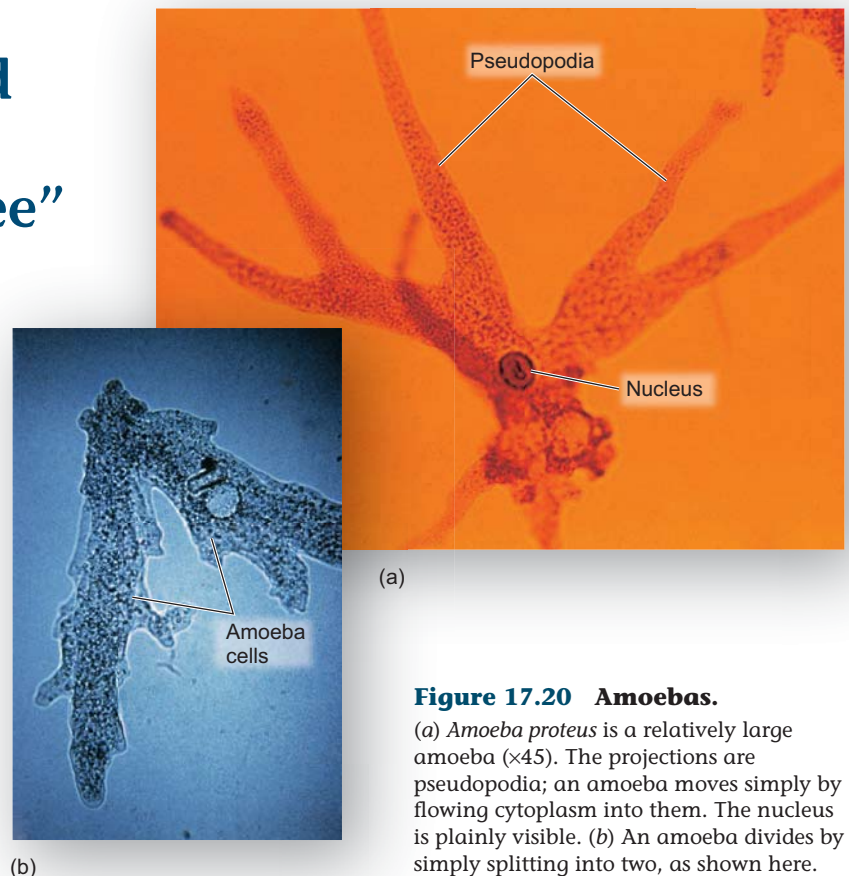 d
ee”
Pseudopodia
Nucleus
(a)
Amoeba
cells
(b)
Figure 17.20 Amoebas.
(a) Amoeba proteus is a relatively large
amoeba (×45). The projections are
pseudopodia; an amoeba moves simply by
flowing cytoplasm into them. The nucleus
is plainly visible. (b) An amoeba divides by
simply splitting into two, as shown here.